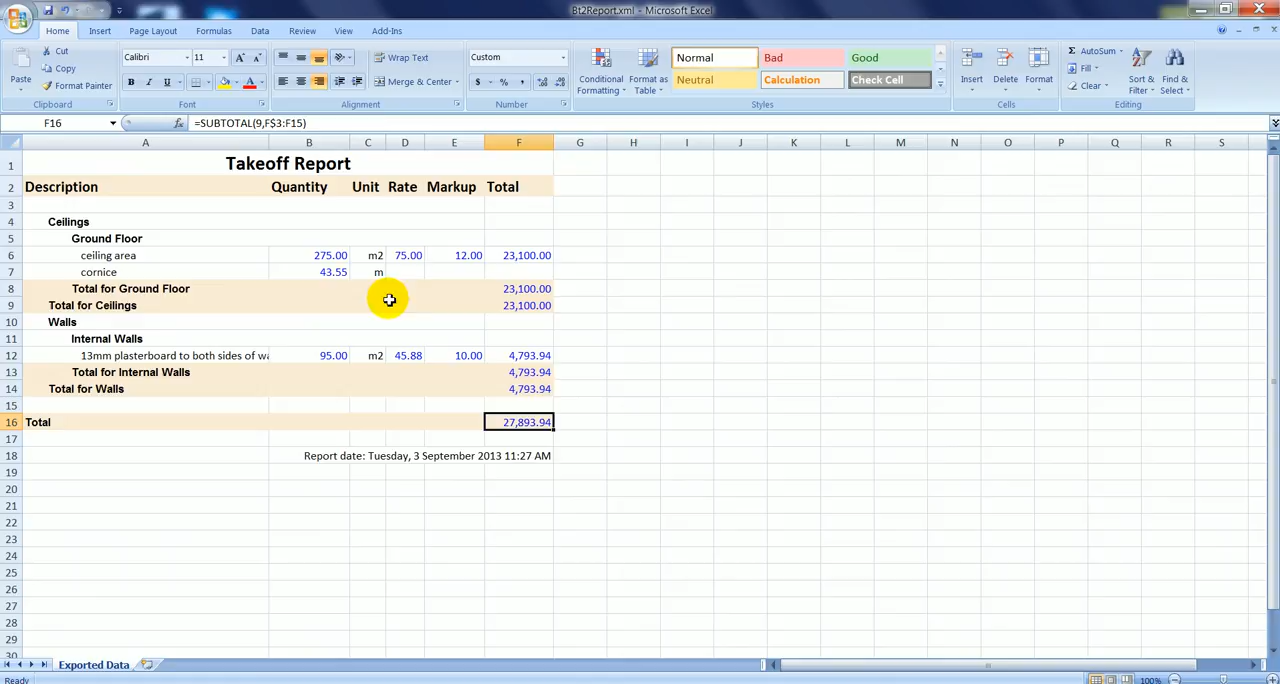 Bt2Report.xml - Microsoft Excel
Home Insert Page Layout Formulas Data Review View Add-Ins
Paste
Cut
Copy
Format Painter
Clipboard
Calibri 11
B I U
Font
Wrap Text
Merge & Center
Alignment
Custom
$ % ,
Number
Conditional Formatting
Format as Table
Normal Bad Good
Neutral Calculation Check Cell
Styles
Insert Delete Format
Cells
Σ AutoSum
Fill
Clear
Sort & Filter
Find & Select
Editing
F16 fx =SUBTOTAL(9,F$3:F15)
A B C D E F G H I J K L M N O P Q R S
1 Takeoff Report
2 Description Quantity Unit Rate Markup Total
3
4 Ceilings
5 Ground Floor
6 ceiling area 275.00 m2 75.00 12.00 23,100.00
7 cornice 43.55 m
8 Total for Ground Floor 23,100.00
9 Total for Ceilings 23,100.00
10 Walls
11 Internal Walls
12 13mm plasterboard to both sides of wa 95.00 m2 45.88 10.00 4,793.94
13 Total for Internal Walls 4,793.94
14 Total for Walls 4,793.94
15
16 Total 27,893.94
17
18 Report date: Tuesday, 3 September 2013 11:27 AM
19
20
21
22
23
24
25
26
27
28
29
30
Exported Data
Ready 100%